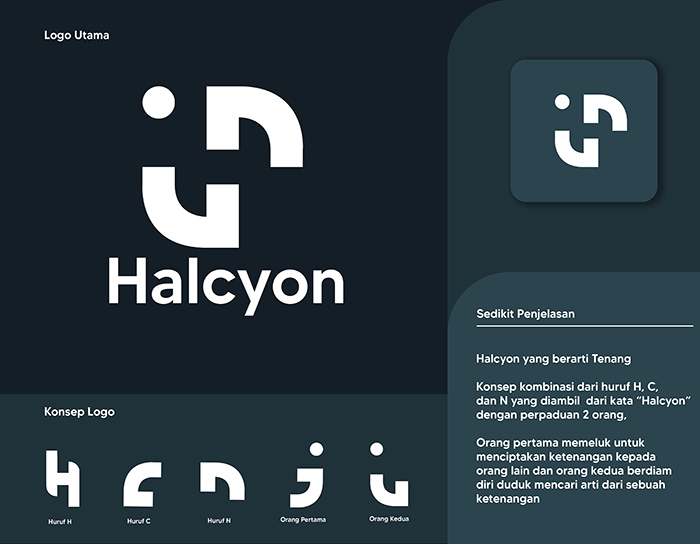 Logo Utama
Halcyon
Konsep Logo
Huruf H
Huruf C
Huruf N
Orang Pertama
Orang Kedua
Sedikit Penjelasan
Halcyon yang berarti Tenang
Konsep kombinasi dari huruf H, C,
dan N yang diambil dari kata “Halcyon”
dengan perpaduan 2 orang,
Orang pertama memeluk untuk
menciptakan ketenangan kepada
orang lain dan orang kedua berdiam
diri duduk mencari arti dari sebuah
ketenangan